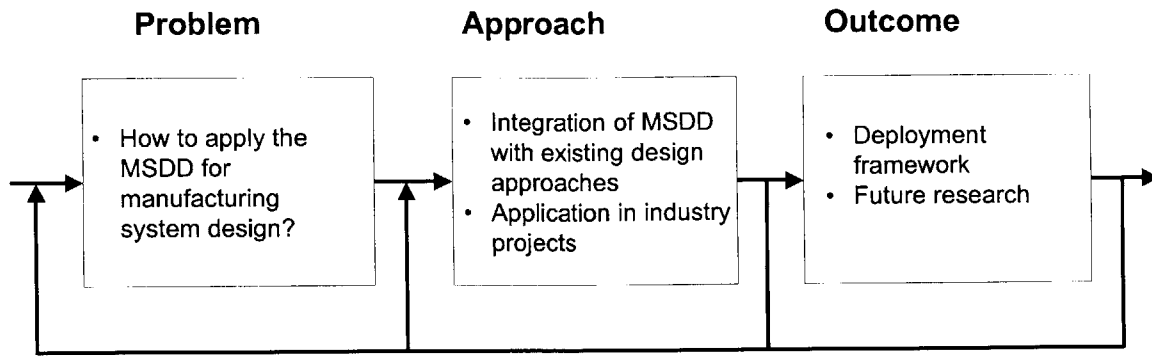 Problem
Approach
Outcome
• How to apply the
MSDD for
manufacturing
system design?
• Integration of MSDD
with existing design
approaches
• Application in industry
projects
• Deployment
framework
• Future research